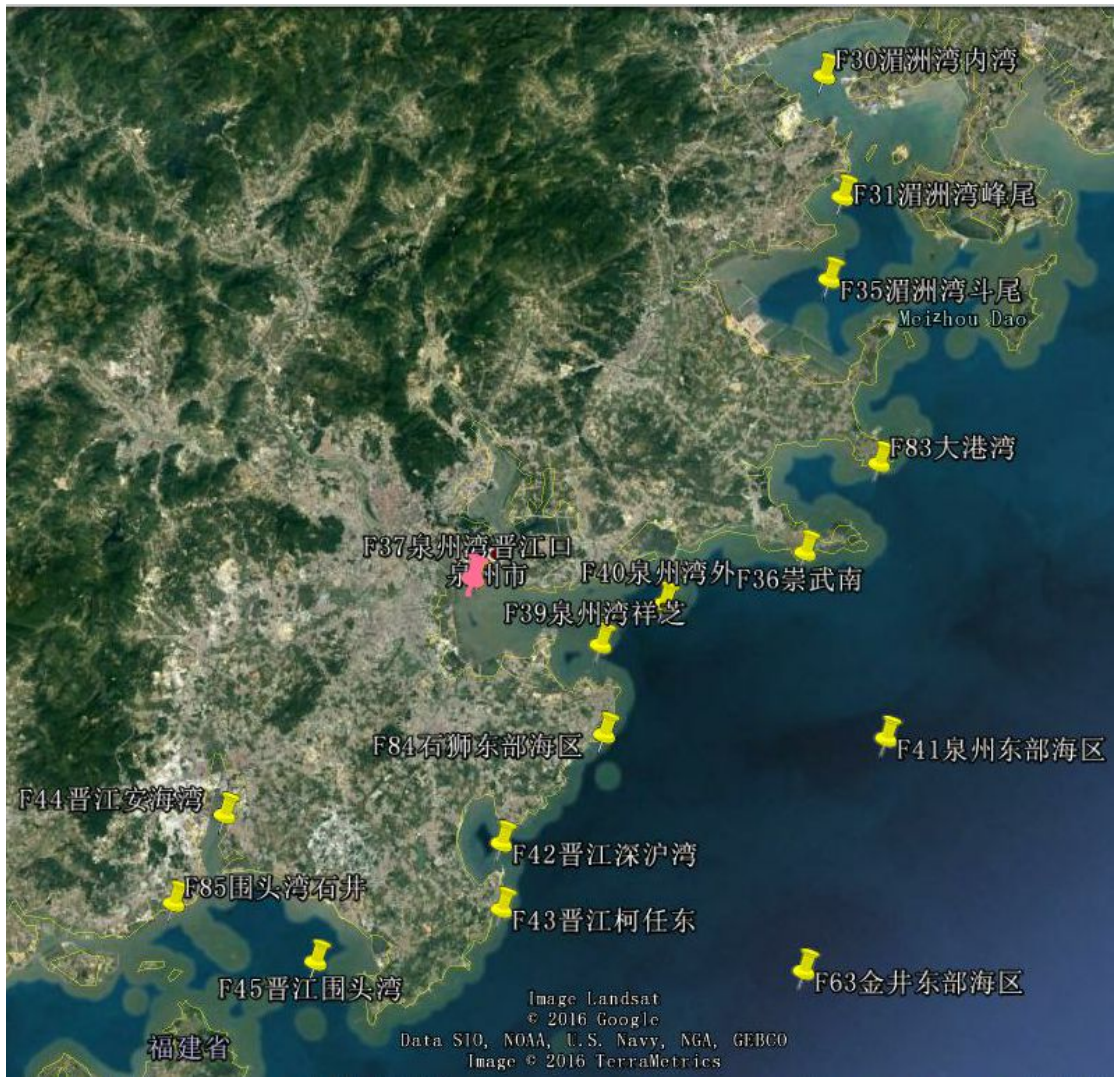 F30湄洲湾内湾
F31湄洲湾峰尾
F35湄洲湾斗尾
Meizhou Dao
F83大港湾
F37泉州湾晋江口
泉州市
F40泉州湾外
F36崇武南
F39泉州湾祥芝
F84石狮东部海区
F41泉州东部海区
F44晋江安海湾
F42晋江深沪湾
F85围头湾石井
F43晋江柯任东
F45晋江围头湾
F63金井东部海区
Image Landsat
© 2016 Google
Data SIO, NOAA, U.S. Navy, NGA, GEBCO
福建省
Image © 2016 TerraMetrics